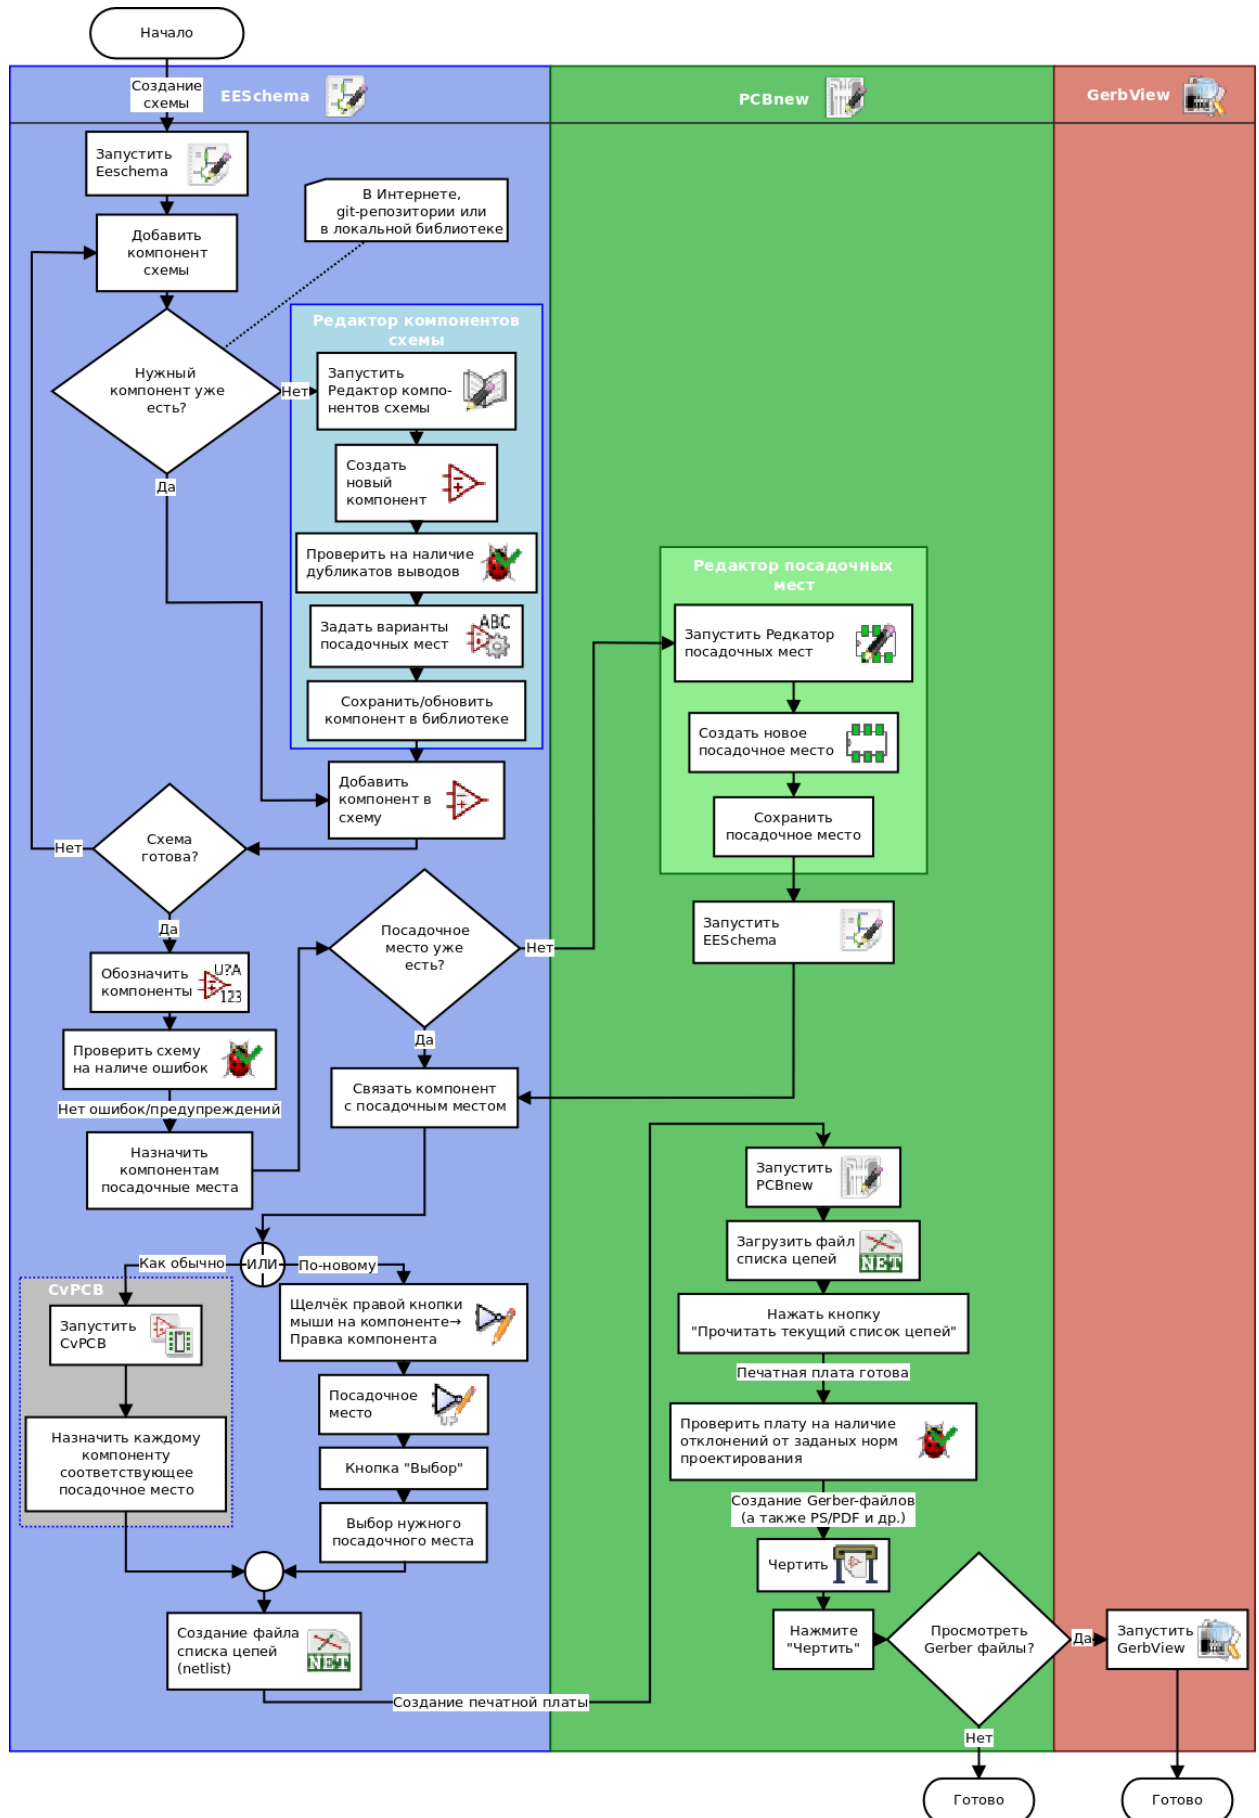 Начало
EESchema
PCBnew
GerbView
Создание
схемы
Запустить
Eeschema
Добавить
компонент
схемы
В Интернете,
git-репозитории или
в локальной библиотеке
Нужный
компонент уже
есть?
Нет
Да
Редактор компонентов
схемы
Запустить
Редактор компо-
нентов схемы
Создать
новый
компонент
Проверить на наличие
дубликатов выводов
Задать варианты
посадочных мест
ABC
Сохранить/обновить
компонент в библиотеке
Добавить
компонент в
схему
Схема
готова?
Нет
Да
Обозначить
компоненты
U?A
123
Проверить схему
на наличе ошибок
Нет ошибок/предупреждений
Назначить
компонентам
посадочные места
Посадочное
место уже
есть?
Нет
Да
Редактор посадочных
мест
Запустить Редкатор
посадочных мест
Создать новое
посадочное место
Сохранить
посадочное место
Запустить
EESchema
Связать компонент
с посадочным местом
ИЛИ
Как обычно
По-новому
CvPCB
Запустить
CvPCB
Назначить каждому
компоненту
соответствующее
посадочное место
Щелчёк правой кнопки
мыши на компоненте→
Правка компонента
Посадочное
место
U?
Кнопка "Выбор"
Выбор нужного
посадочного места
Создание файла
списка цепей
(netlist)
NET
Создание печатной платы
Запустить
PCBnew
Загрузить файл
списка цепей
NET
Нажать кнопку
"Прочитать текущий список цепей"
Печатная плата готова
Проверить плату на наличие
отклонений от заданых норм
проектирования
Создание Gerber-файлов
(а также PS/PDF и др.)
Чертить
Нажмите
"Чертить"
Просмотреть
Gerber файлы?
Да
Нет
Запустить
GerbView
Готово
Готово